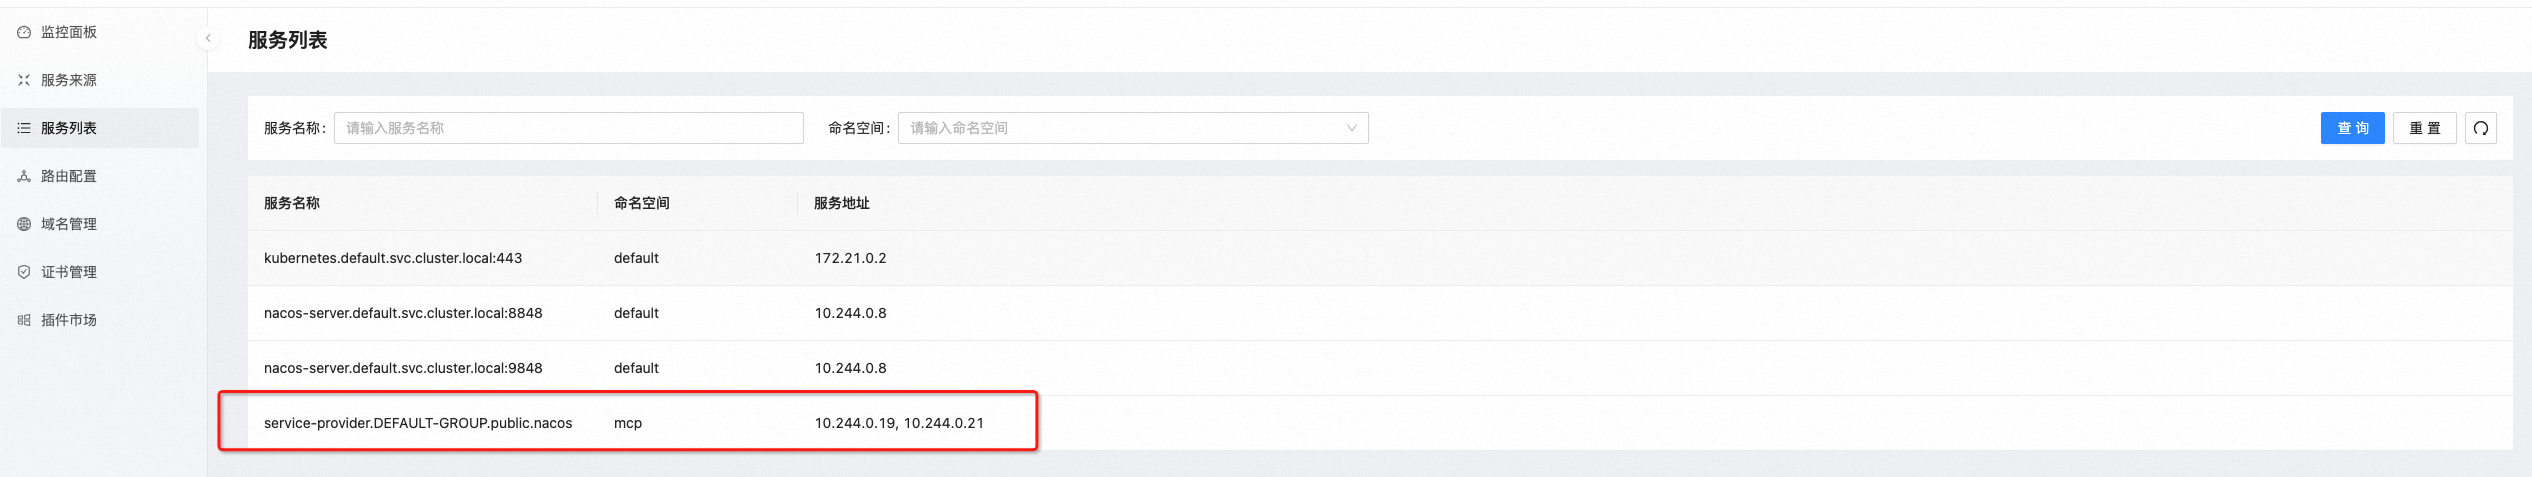 监控面板
服务来源
服务列表
路由配置
域名管理
证书管理
插件市场
服务列表
服务名称: 请输入服务名称 命名空间: 请输入命名空间 查 询 重 置
服务名称 命名空间 服务地址
kubernetes.default.svc.cluster.local:443 default 172.21.0.2
nacos-server.default.svc.cluster.local:8848 default 10.244.0.8
nacos-server.default.svc.cluster.local:9848 default 10.244.0.8
service-provider.DEFAULT-GROUP.public.nacos mcp 10.244.0.19, 10.244.0.21